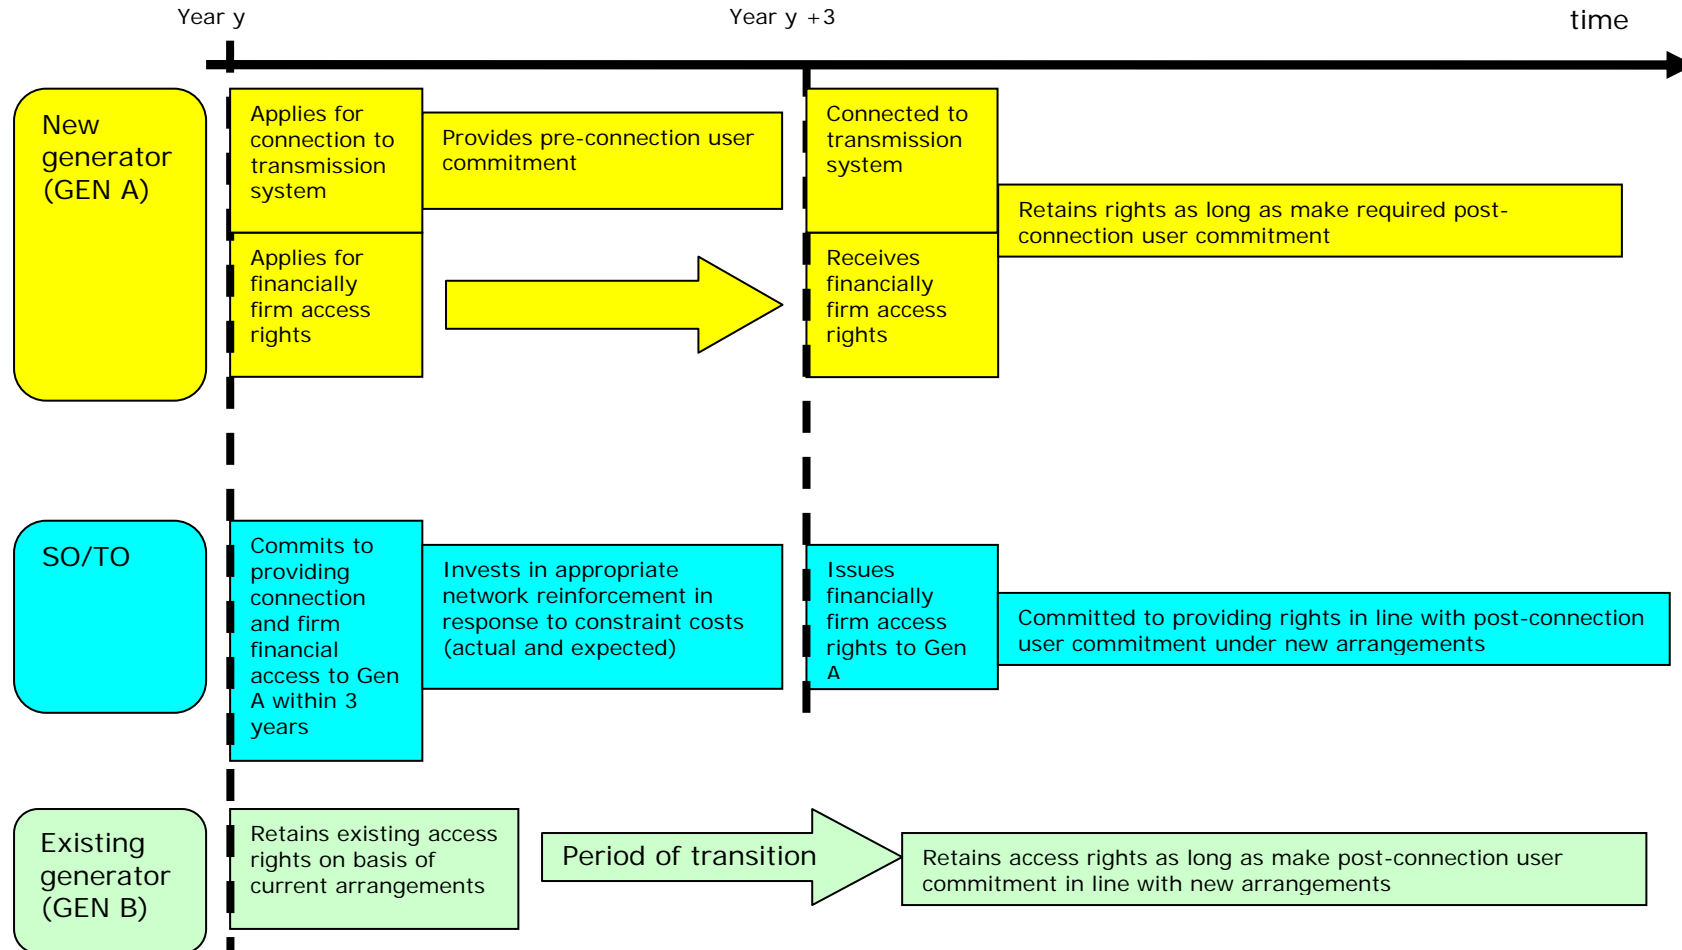 Year y
Year y +3
time
New
generator
(GEN A)
Applies for
connection to
transmission
system
Provides pre-connection user
commitment
Connected to
transmission
system
Retains rights as long as make required post-
connection user commitment
Applies for
financially
firm access
rights
Receives
financially
firm access
rights
SO/TO
Commits to
providing
connection
and firm
financial
access to Gen
A within 3
years
Invests in appropriate
network reinforcement in
response to constraint costs
(actual and expected)
Issues
financially
firm access
rights to Gen
A
Committed to providing rights in line with post-connection
user commitment under new arrangements
Existing
generator
(GEN B)
Retains existing access
rights on basis of
current arrangements
Period of transition
Retains access rights as long as make post-connection user
commitment in line with new arrangements